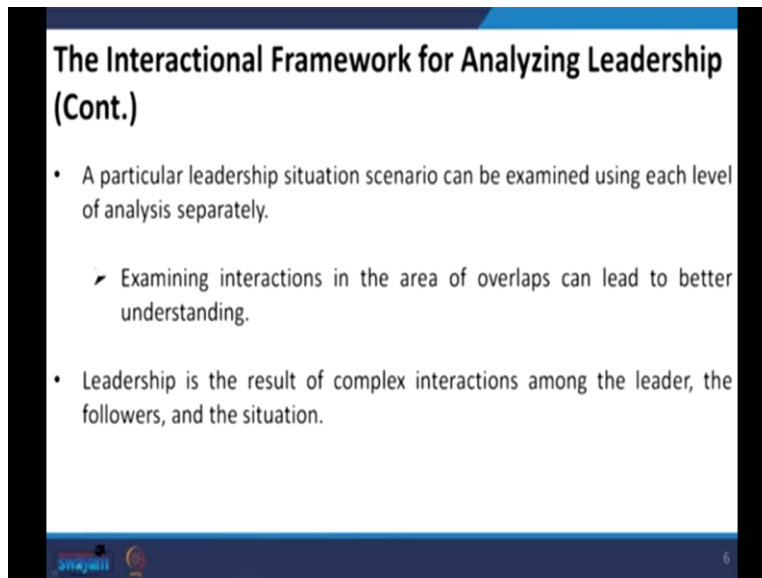 The Interactional Framework for Analyzing Leadership
(Cont.)
• A particular leadership situation scenario can be examined using each level
of analysis separately.
➤ Examining interactions in the area of overlaps can lead to better
understanding.
• Leadership is the result of complex interactions among the leader, the
followers, and the situation.
swayam
6